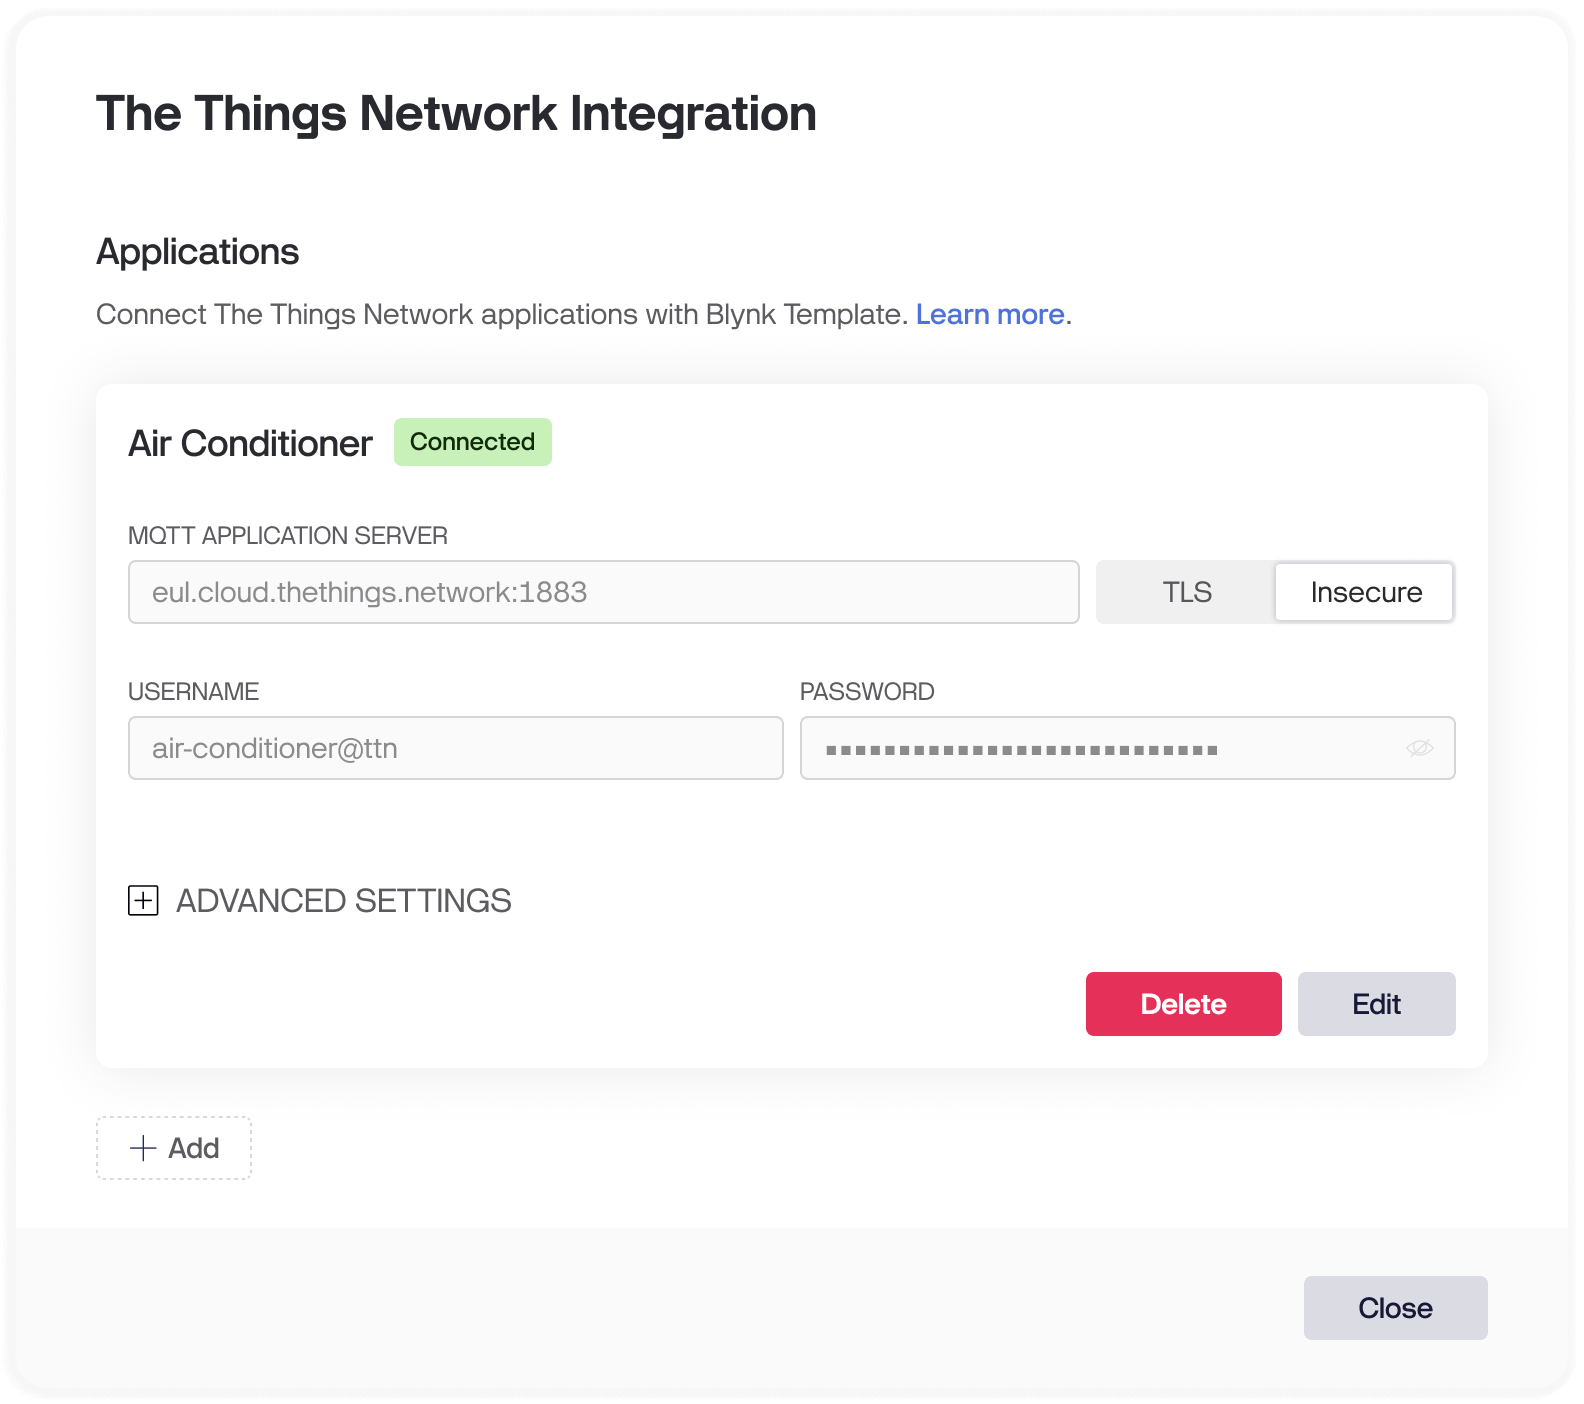 The Things Network Integration
Applications
Connect The Things Network applications with Blynk Template. Learn more.
Air Conditioner Connected
MQTT APPLICATION SERVER
eul.cloud.thethings.network:1883 TLS Insecure
USERNAME PASSWORD
air-conditioner@ttn
ADVANCED SETTINGS
Delete Edit
Add
Close